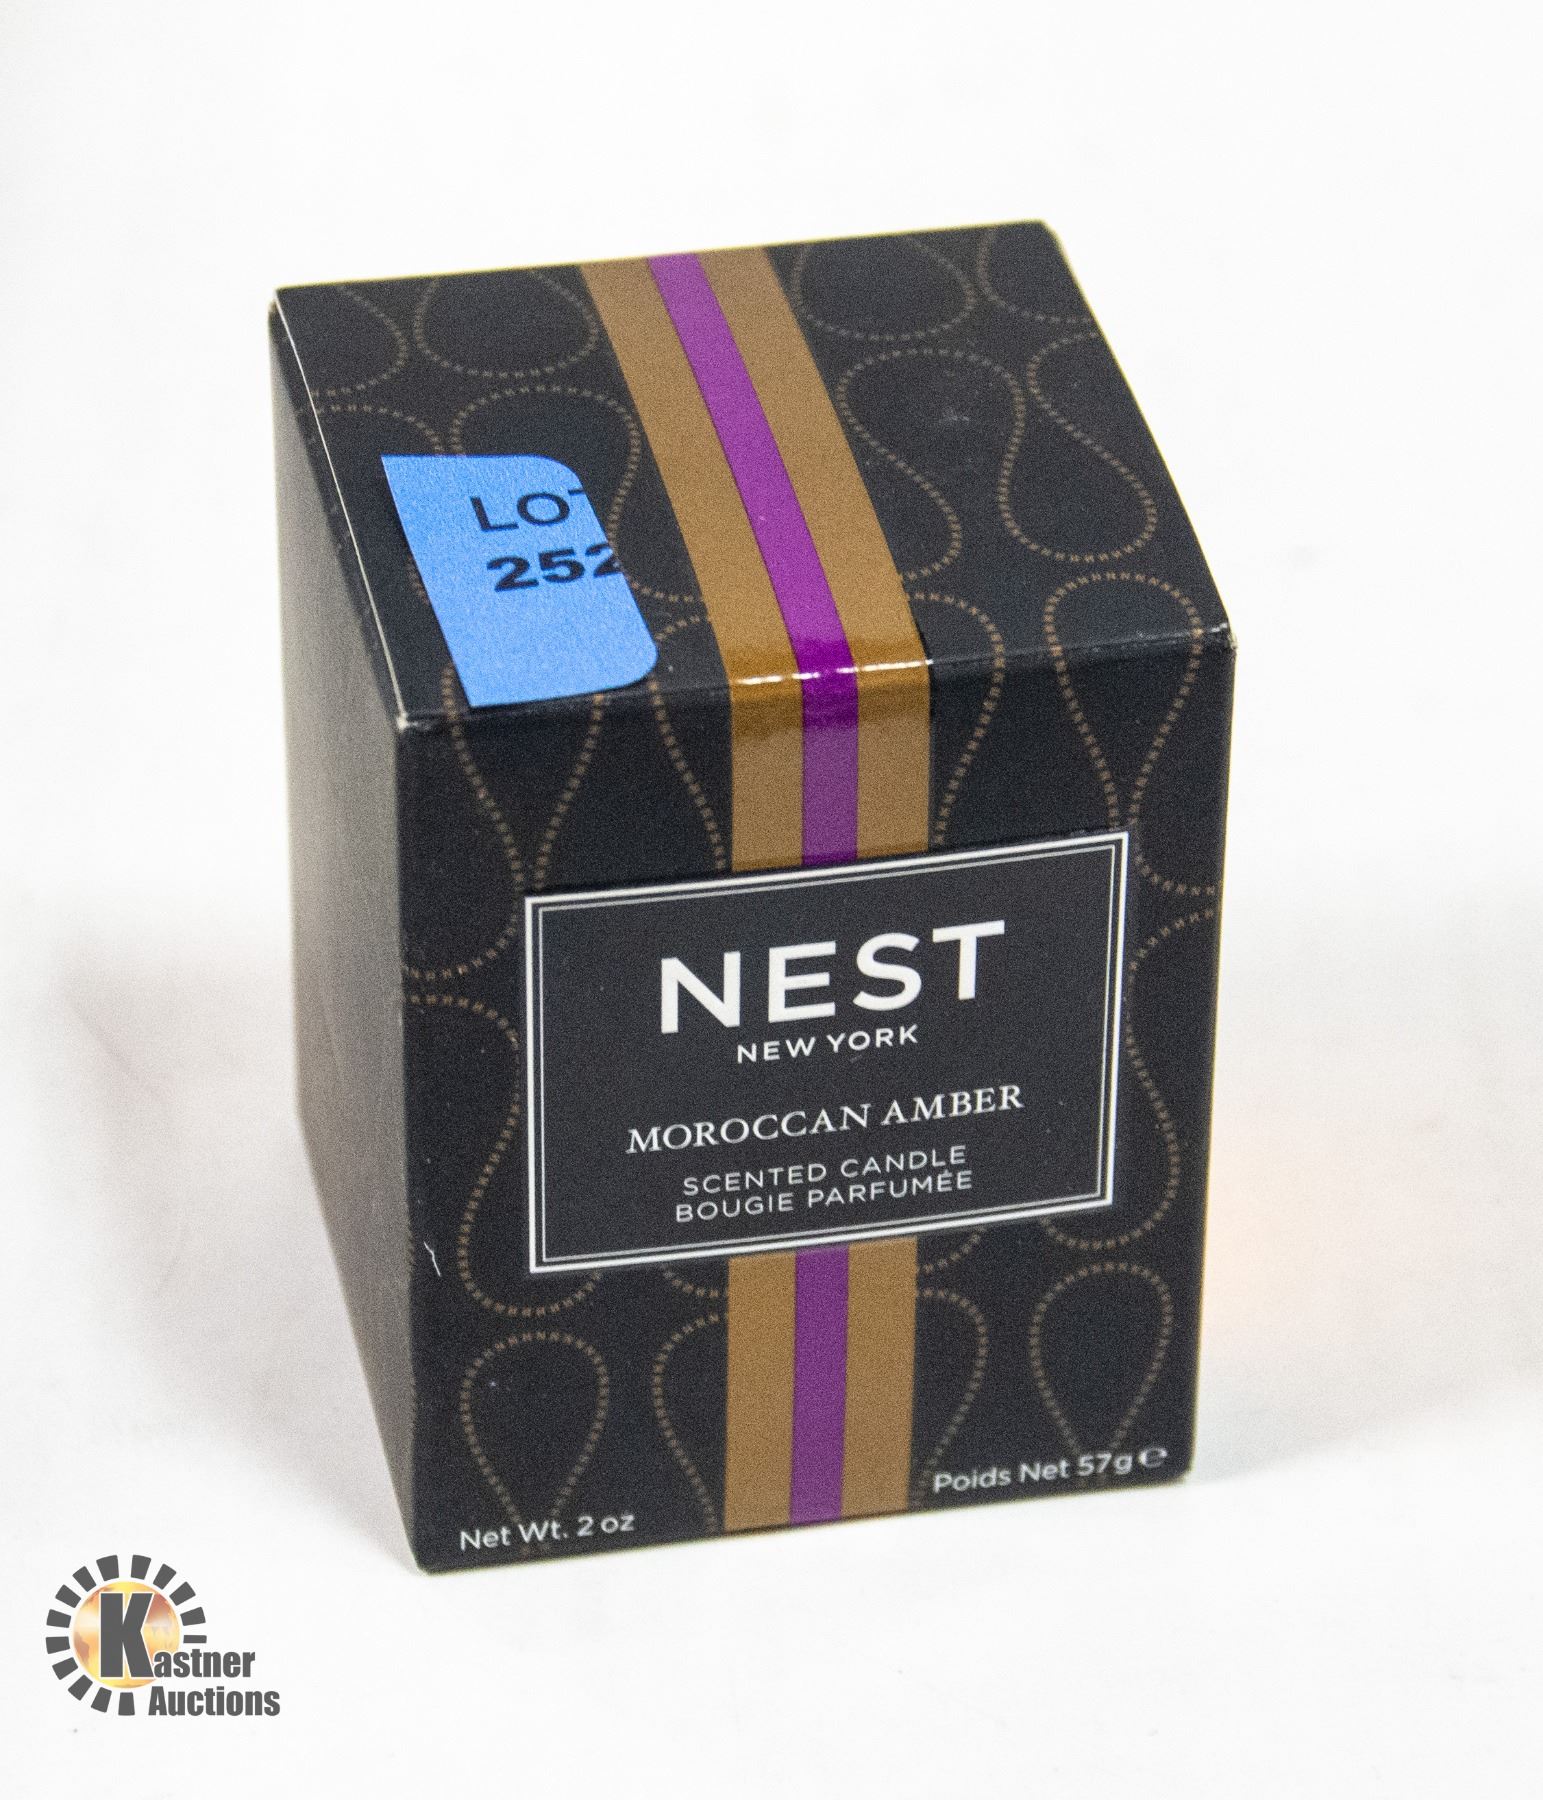 LOT
252
NEST
NEW YORK
MOROCCAN AMBER
SCENTED CANDLE
BOUGIE PARFUMÉE
Net Wt. 2 oz
Poids Net 57g ℮
Kastner
Auctions